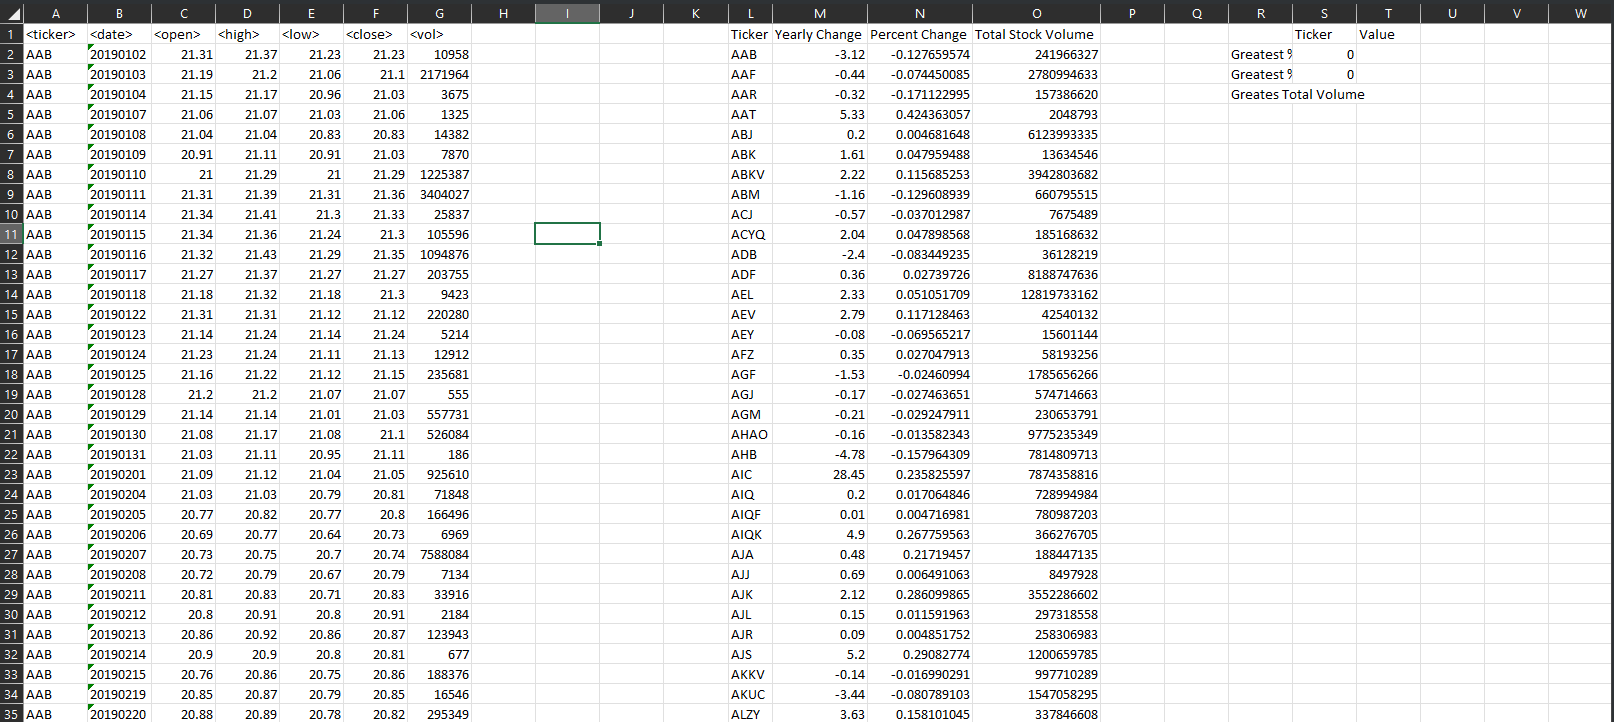 A B C D E F G H I J K L M N O P Q R S T U V W
1 <ticker> <date> <open> <high> <low> <close> <vol> Ticker Yearly Change Percent Change Total Stock Volume Ticker Value
2 AAB 20190102 21.31 21.37 21.23 21.23 10958 AAB -3.12 -0.127659574 241966327 Greatest % 0
3 AAB 20190103 21.19 21.2 21.06 21.1 2171964 AAF -0.44 -0.074450085 2780994633 Greatest % 0
4 AAB 20190104 21.15 21.17 20.96 21.03 3675 AAR -0.32 -0.171122995 157386620 Greates Total Volume
5 AAB 20190107 21.06 21.07 21.03 21.06 1325 AAT 5.33 0.424363057 2048793
6 AAB 20190108 21.04 21.04 20.83 20.83 14382 ABJ 0.2 0.004681648 6123993335
7 AAB 20190109 20.91 21.11 20.91 21.03 7870 ABK 1.61 0.047959488 13634546
8 AAB 20190110 21 21.29 21 21.29 1225387 ABKV 2.22 0.115685253 3942803682
9 AAB 20190111 21.31 21.39 21.31 21.36 3404027 ABM -1.16 -0.129608939 660795515
10 AAB 20190114 21.34 21.41 21.3 21.33 25837 ACJ -0.57 -0.037012987 7675489
11 AAB 20190115 21.34 21.36 21.24 21.3 105596 ACYQ 2.04 0.047898568 185168632
12 AAB 20190116 21.32 21.43 21.29 21.35 1094876 ADB -2.4 -0.083449235 36128219
13 AAB 20190117 21.27 21.37 21.27 21.27 203755 ADF 0.36 0.02739726 8188747636
14 AAB 20190118 21.18 21.32 21.18 21.3 9423 AEL 2.33 0.051051709 12819733162
15 AAB 20190122 21.31 21.31 21.12 21.12 220280 AEV 2.79 0.117128463 42540132
16 AAB 20190123 21.14 21.24 21.14 21.24 5214 AEY -0.08 -0.069565217 15601144
17 AAB 20190124 21.23 21.24 21.11 21.13 12912 AFZ 0.35 0.027047913 58193256
18 AAB 20190125 21.16 21.22 21.12 21.15 235681 AGF -1.53 -0.02460994 1785656266
19 AAB 20190128 21.2 21.2 21.07 21.07 555 AGJ -0.17 -0.027463651 574714663
20 AAB 20190129 21.14 21.14 21.01 21.03 557731 AGM -0.21 -0.029247911 230653791
21 AAB 20190130 21.08 21.17 21.08 21.1 526084 AHAO -0.16 -0.013582343 9775235349
22 AAB 20190131 21.03 21.11 20.95 21.11 186 AHB -4.78 -0.157964309 7814809713
23 AAB 20190201 21.09 21.12 21.04 21.05 925610 AIC 28.45 0.235825597 7874358816
24 AAB 20190204 21.03 21.03 20.79 20.81 71848 AIQ 0.2 0.017064846 728994984
25 AAB 20190205 20.77 20.82 20.77 20.8 166496 AIQF 0.01 0.004716981 780987203
26 AAB 20190206 20.69 20.77 20.64 20.73 6969 AIQK 4.9 0.267759563 366276705
27 AAB 20190207 20.73 20.75 20.7 20.74 7588084 AJA 0.48 0.21719457 188447135
28 AAB 20190208 20.72 20.79 20.67 20.79 7134 AJJ 0.69 0.006491063 8497928
29 AAB 20190211 20.81 20.83 20.71 20.83 33916 AJK 2.12 0.286099865 3552286602
30 AAB 20190212 20.8 20.91 20.8 20.91 2184 AJL 0.15 0.011591963 297318558
31 AAB 20190213 20.86 20.92 20.86 20.87 123943 AJR 0.09 0.004851752 258306983
32 AAB 20190214 20.9 20.9 20.8 20.81 677 AJS 5.2 0.29082774 1200659785
33 AAB 20190215 20.76 20.86 20.75 20.86 188376 AKKV -0.14 -0.016990291 997710289
34 AAB 20190219 20.85 20.87 20.79 20.85 16546 AKUC -3.44 -0.080789103 1547058295
35 AAB 20190220 20.88 20.89 20.78 20.82 295349 ALZY 3.63 0.158101045 337846608